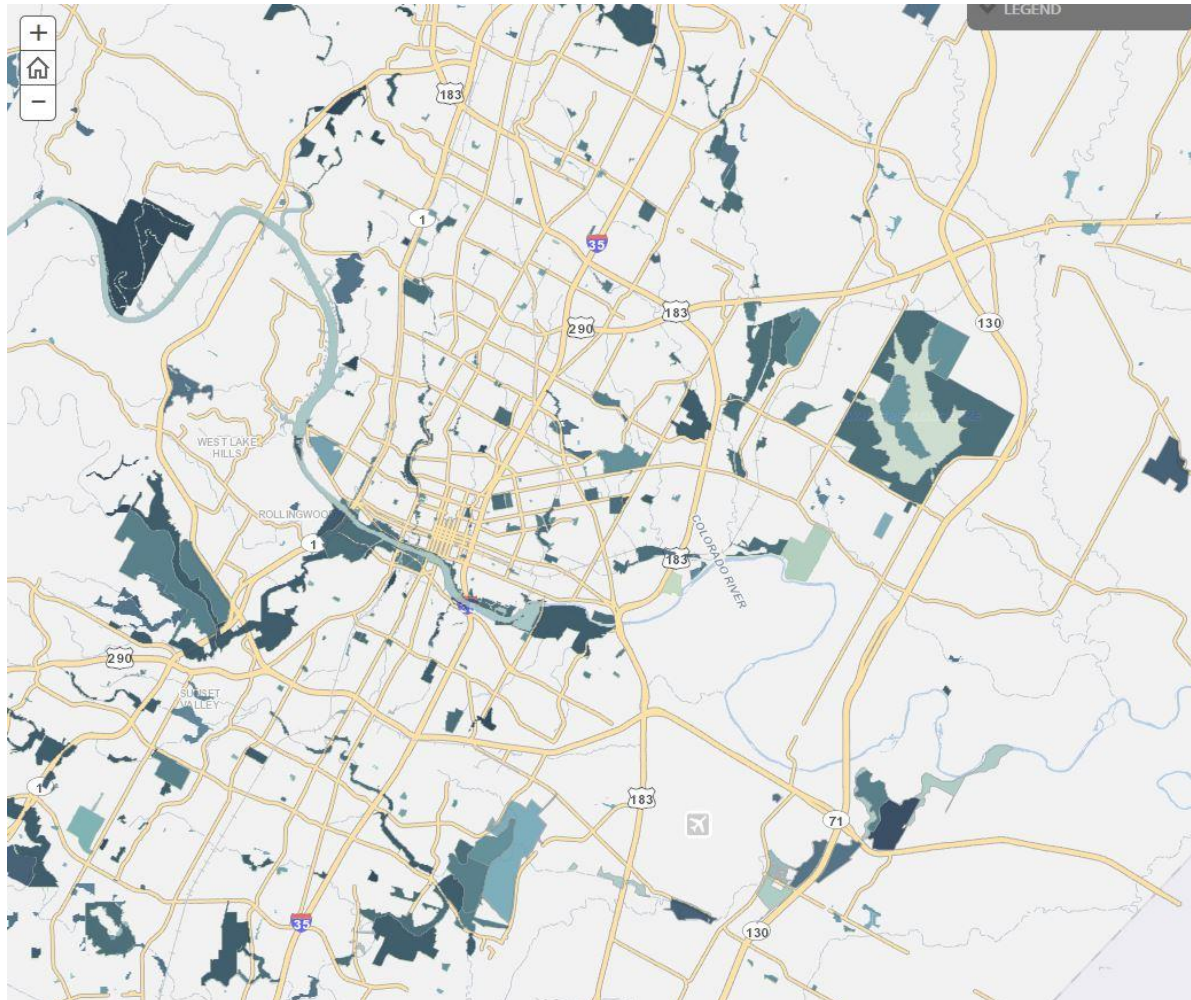 LEGEND
+
−
183
1
35
183
290
130
WEST LAKE
HILLS
ROLLINGWOOD
1
COLORADO RIVER
183
290
SUNSET
VALLEY
1
183
71
35
130